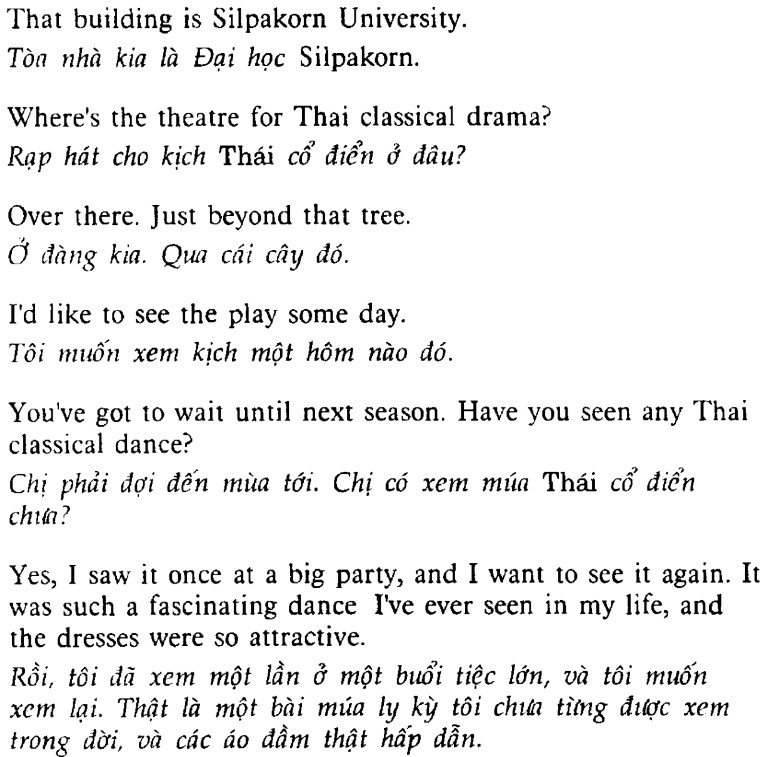 That building is Silpakorn University.
Tòa nhà kia là Đại học Silpakorn.
Where's the theatre for Thai classical drama?
Rạp hát cho kịch Thái cổ điển ở đâu?
Over there. Just beyond that tree.
Ở đàng kia. Qua cái cây đó.
I'd like to see the play some day.
Tôi muốn xem kịch một hôm nào đó.
You've got to wait until next season. Have you seen any Thai
classical dance?
Chị phải đợi đến mùa tới. Chị có xem múa Thái cổ điển
chưa?
Yes, I saw it once at a big party, and I want to see it again. It
was such a fascinating dance I've ever seen in my life, and
the dresses were so attractive.
Rồi, tôi đã xem một lần ở một buổi tiệc lớn, và tôi muốn
xem lại. Thật là một bài múa ly kỳ tôi chưa từng được xem
trong đời, và các áo đầm thật hấp dẫn.